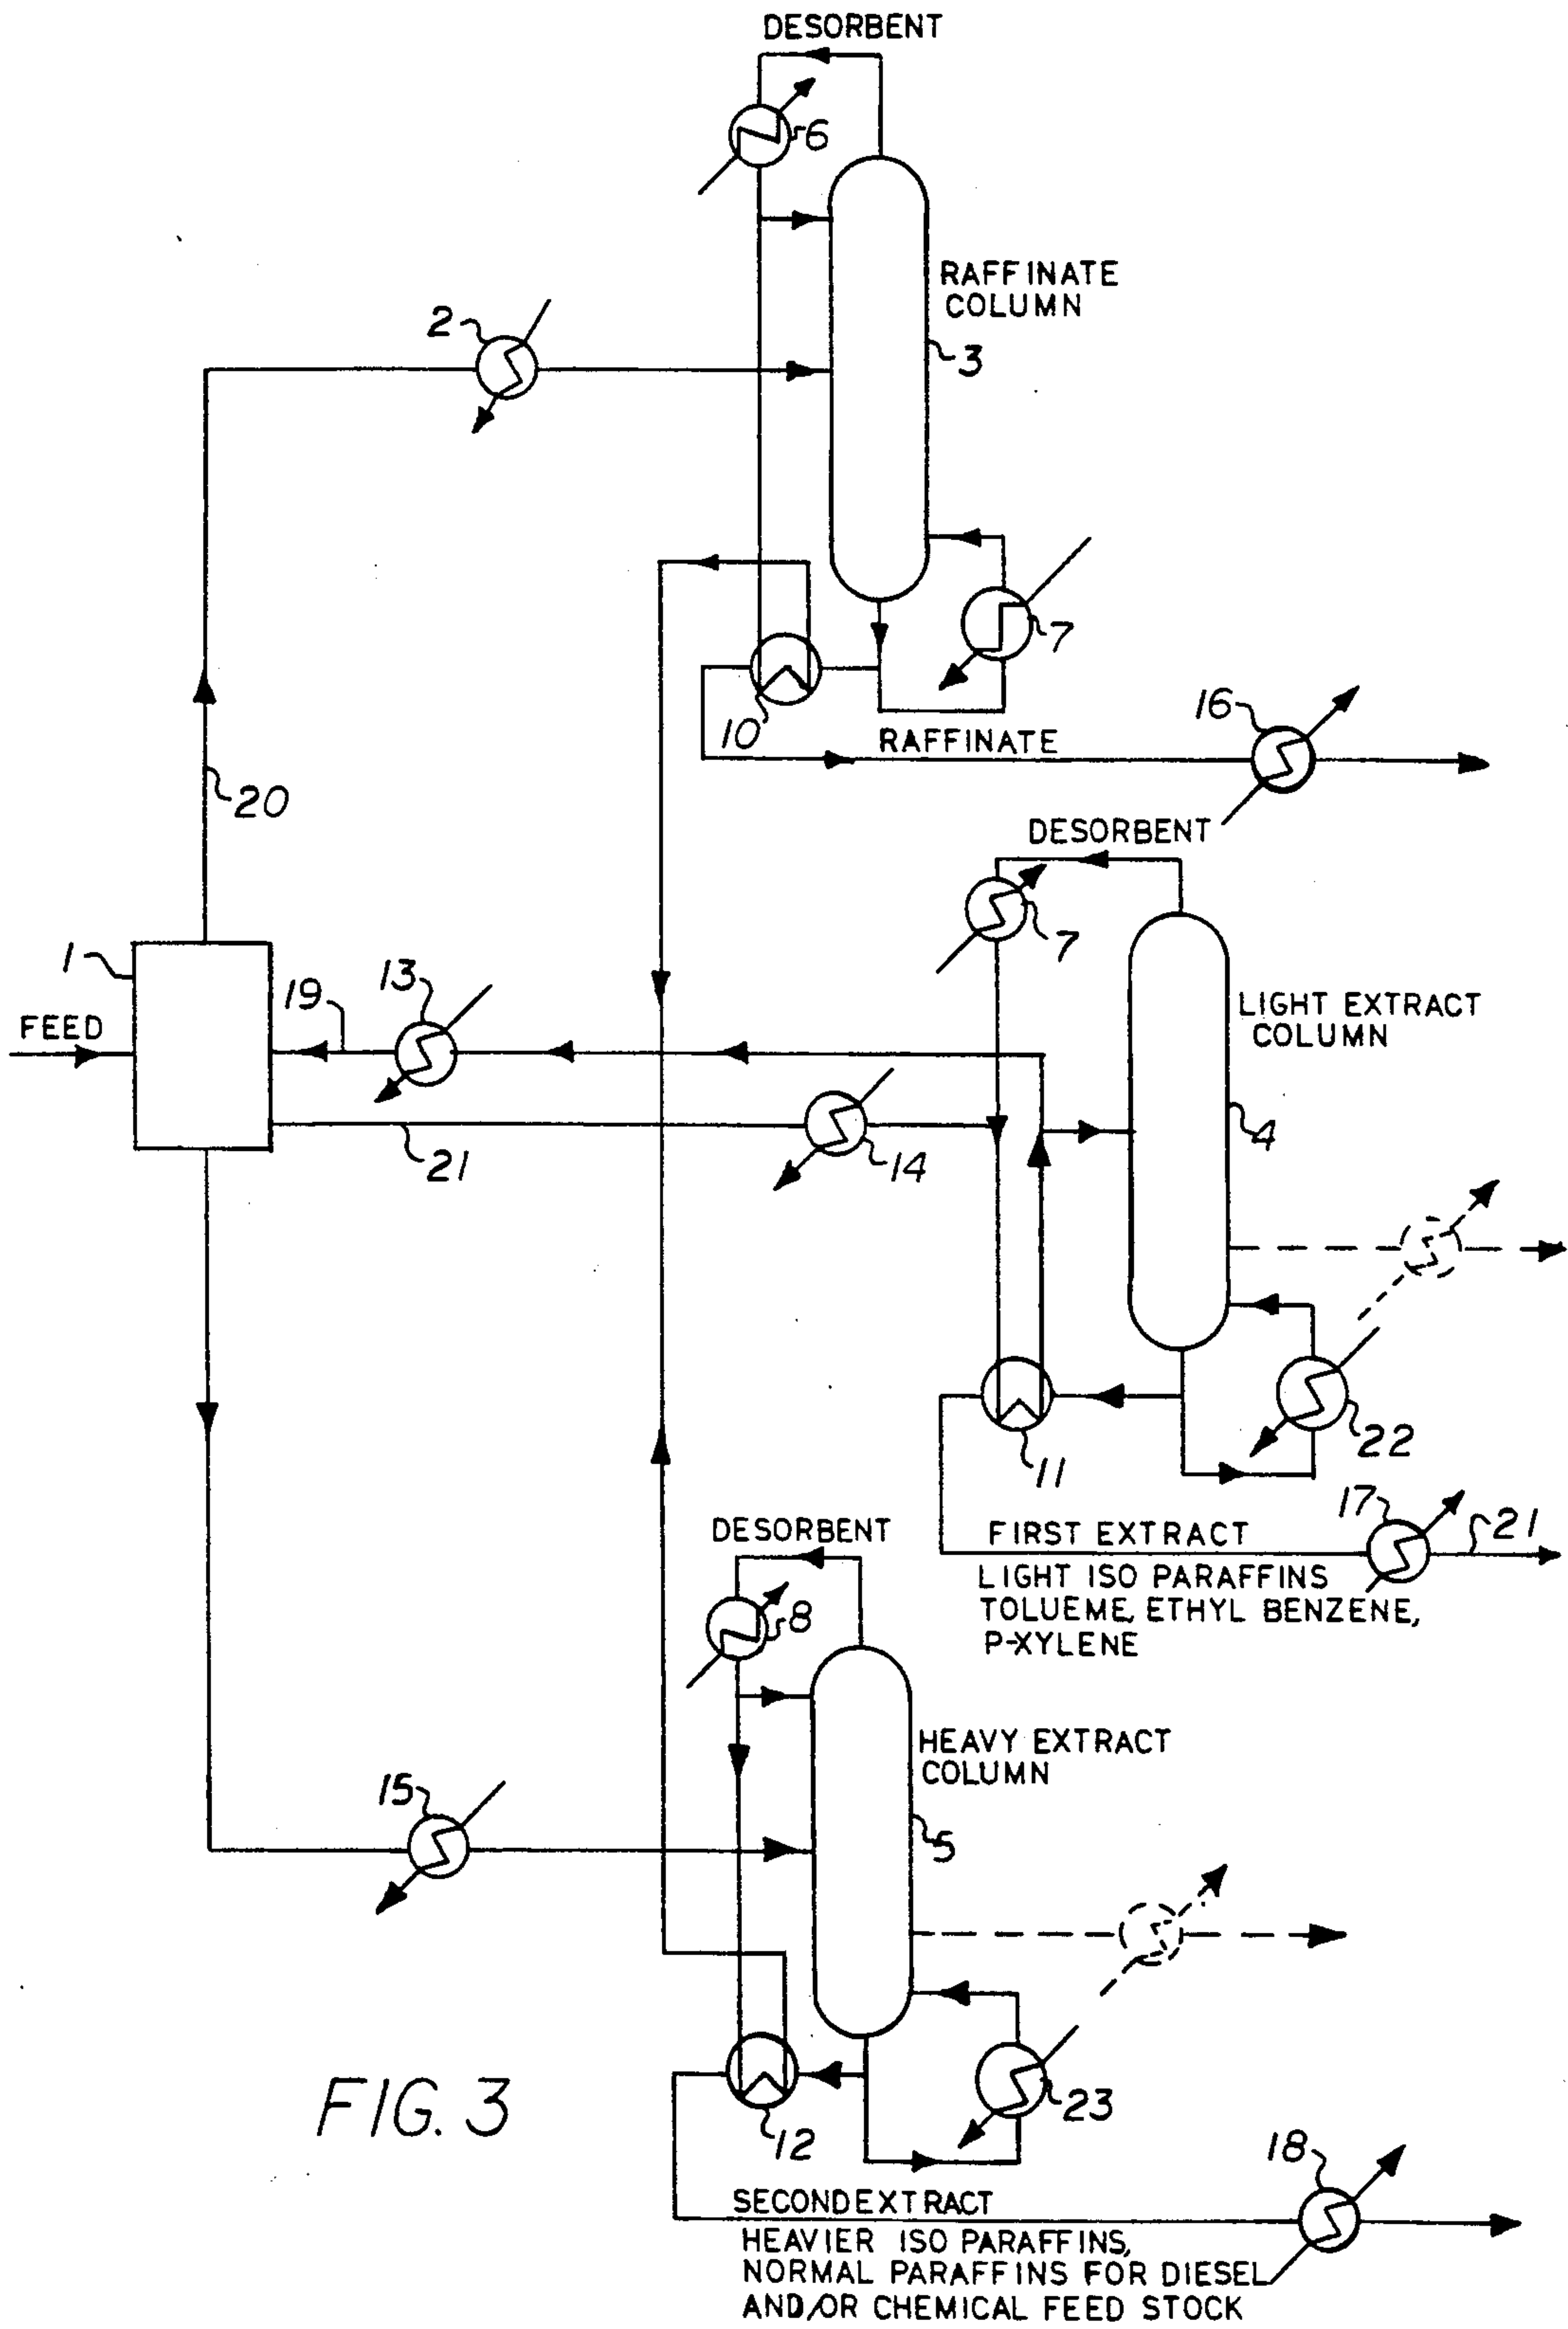 DESORBENT
6
RAFFINATE
COLUMN
2
3
7
10
RAFFINATE
16
20
DESORBENT
7
1
19
13
FEED
LIGHT EXTRACT
COLUMN
4
21
14
22
11
17
21
FIRST EXTRACT
LIGHT ISO PARAFFINS
TOLUEME, ETHYL BENZENE,
P-XYLENE
DESORBENT
8
HEAVY EXTRACT
COLUMN
15
5
23
12
FIG. 3
18
SECOND EXTRACT
HEAVIER ISO PARAFFINS,
NORMAL PARAFFINS FOR DIESEL
AND/OR CHEMICAL FEED STOCK